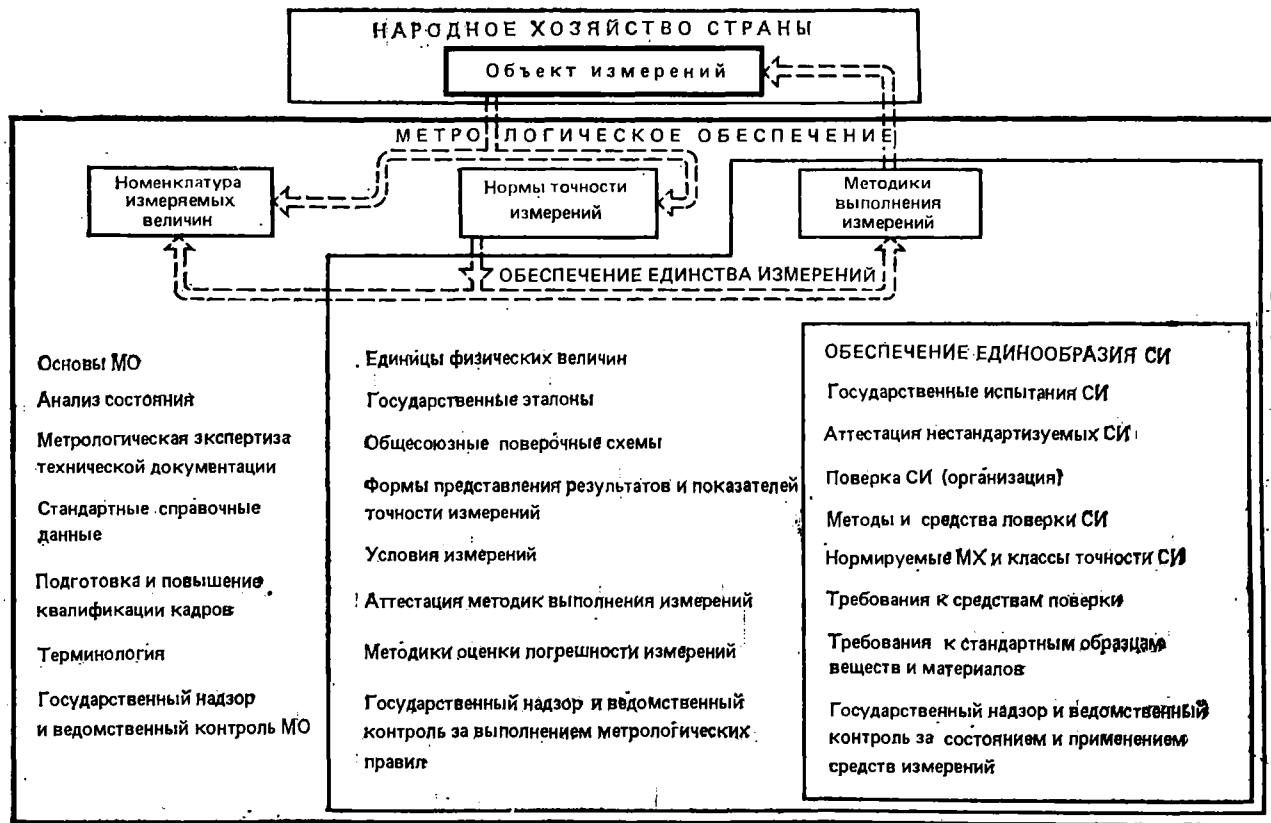 НАРОДНОЕ ХОЗЯЙСТВО СТРАНЫ
Объект измерений
МЕТРОЛОГИЧЕСКОЕ ОБЕСПЕЧЕНИЕ
Номенклатура
измеряемых
величин
Нормы точности
измерений
Методики
выполнения
измерений
ОБЕСПЕЧЕНИЕ ЕДИНСТВА ИЗМЕРЕНИЙ
Основы МО
Анализ состояния
Метрологическая экспертиза
технической документации
Стандартные справочные
данные
Подготовка и повышение
квалификации кадров
Терминология
Государственный надзор
и ведомственный контроль МО
Единицы физических величин
Государственные эталоны
Общесоюзные поверочные схемы
Формы представления результатов и показателей
точности измерений
Условия измерений
Аттестация методик выполнения измерений
Методики оценки погрешности измерений
Государственный надзор и ведомственный
контроль за выполнением метрологических
правил
ОБЕСПЕЧЕНИЕ ЕДИНООБРАЗИЯ СИ
Государственные испытания СИ
Аттестация нестандартизуемых СИ
Поверка СИ (организация)
Методы и средства поверки СИ
Нормируемые МХ и классы точности СИ
Требования к средствам поверки
Требования к стандартным образцам
веществ и материалов
Государственный надзор и ведомственный
контроль за состоянием и применением
средств измерений